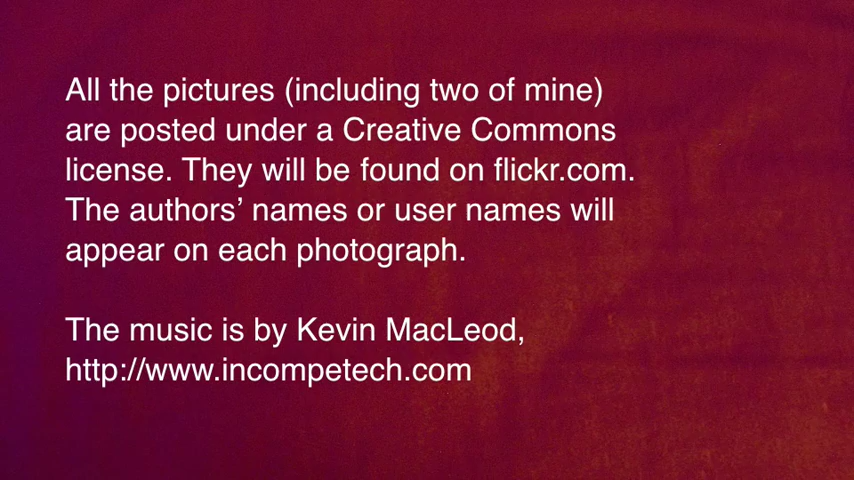 All the pictures (including two of mine)
are posted under a Creative Commons
license. They will be found on flickr.com.
The authors’ names or user names will
appear on each photograph.
The music is by Kevin MacLeod,
http://www.incompetech.com